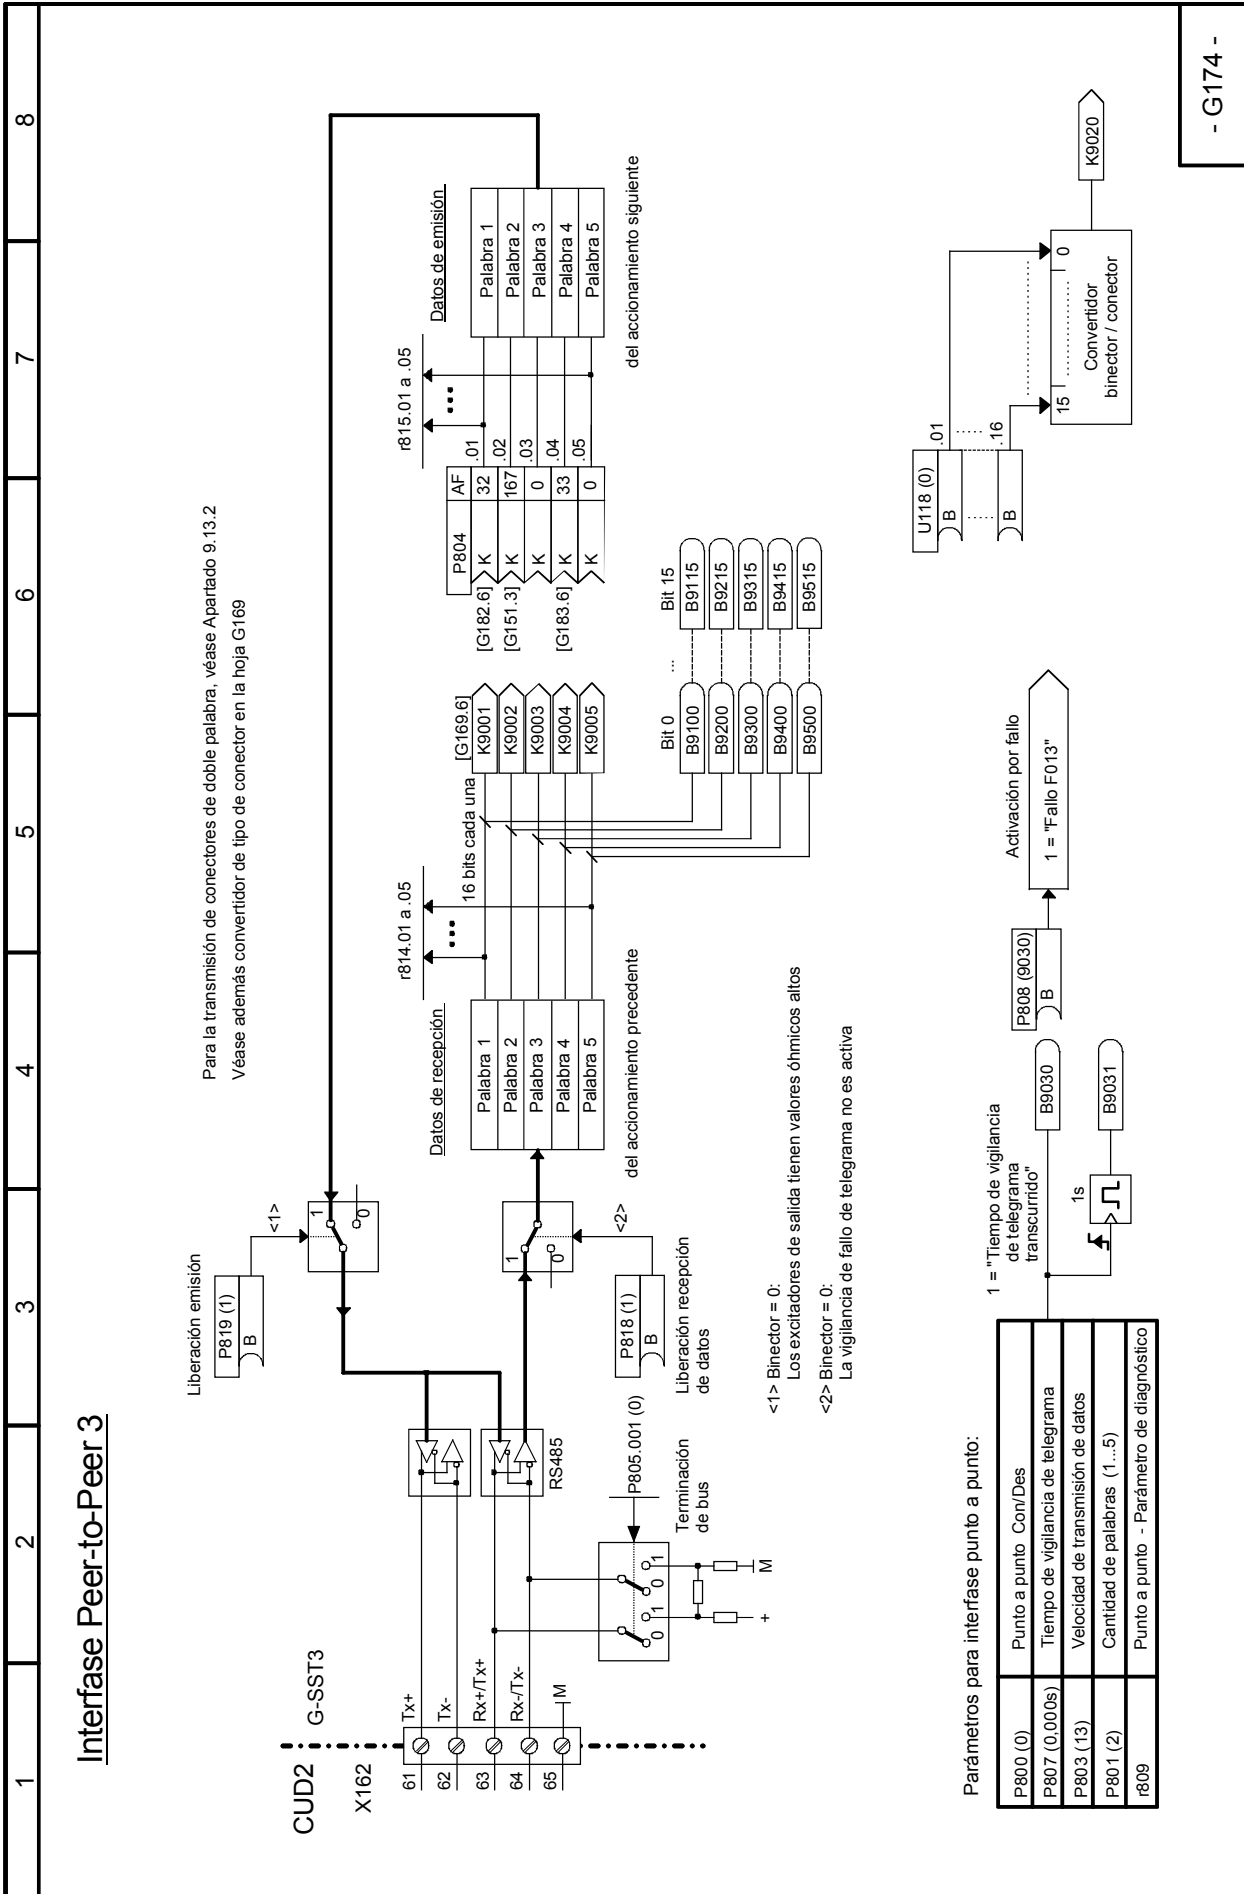 1 2 3 4 5 6 7 8
Interfase Peer-to-Peer 3
Para la transmisión de conectores de doble palabra, véase Apartado 9.13.2
Véase además convertidor de tipo de conector en la hoja G169
CUD2
G-SST3
X162
61 Tx+
62 Tx-
63 Rx+/Tx+
64 Rx-/Tx-
65 M
RS485
Liberación emisión
P819 (1)
B
<1>
1
0
P818 (1)
B
<2>
1
0
Liberación recepción
de datos
P805.001 (0)
Terminación
de bus
0 1 0 1
+
M
Datos de recepción
Palabra 1
Palabra 2
Palabra 3
Palabra 4
Palabra 5
del accionamiento precedente
r814.01 a .05
16 bits cada una
[G169.6]
K9001
K9002
K9003
K9004
K9005
Bit 0 ... Bit 15
B9100 B9115
B9200 B9215
B9300 B9315
B9400 B9415
B9500 B9515
P804 AF
[G182.6] K 32 .01
[G151.3] K 167 .02
K 0 .03
[G183.6] K 33 .04
K 0 .05
r815.01 a .05
Datos de emisión
Palabra 1
Palabra 2
Palabra 3
Palabra 4
Palabra 5
del accionamiento siguiente
<1> Binector = 0:
Los excitadores de salida tienen valores óhmicos altos
<2> Binector = 0:
La vigilancia de fallo de telegrama no es activa
Parámetros para interfase punto a punto:
P800 (0) Punto a punto Con/Des
P807 (0,000s) Tiempo de vigilancia de telegrama
P803 (13) Velocidad de transmisión de datos
P801 (2) Cantidad de palabras (1...5)
r809 Punto a punto - Parámetro de diagnóstico
1 = "Tiempo de vigilancia
de telegrama
transcurrido"
B9030
1s
B9031
P808 (9030)
B
Activación por fallo
1 = "Fallo F013"
U118 (0)
B .01
B .16
15 0
Convertidor
binector / conector
K9020
- G174 -